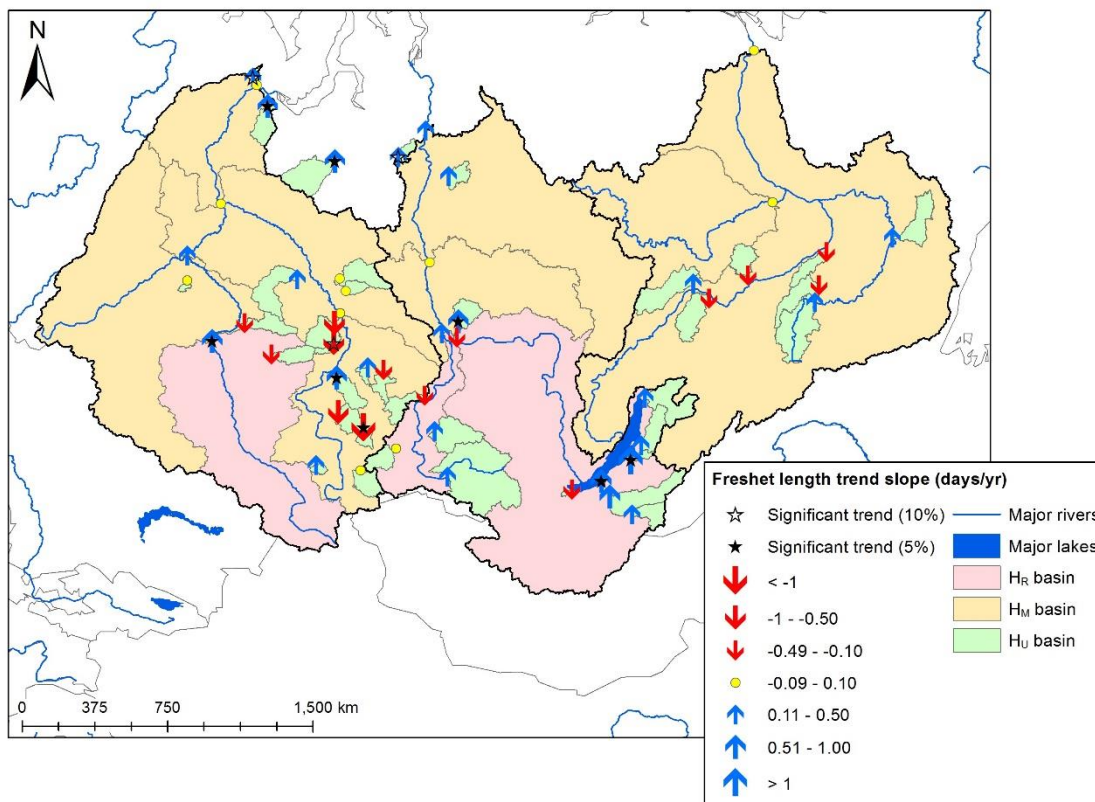 N
0 375 750 1,500 km
Freshet length trend slope (days/yr)
Significant trend (10%)
Significant trend (5%)
< -1
-1 - -0.50
-0.49 - -0.10
-0.09 - 0.10
0.11 - 0.50
0.51 - 1.00
> 1
Major rivers
Major lakes
HR basin
HM basin
HU basin